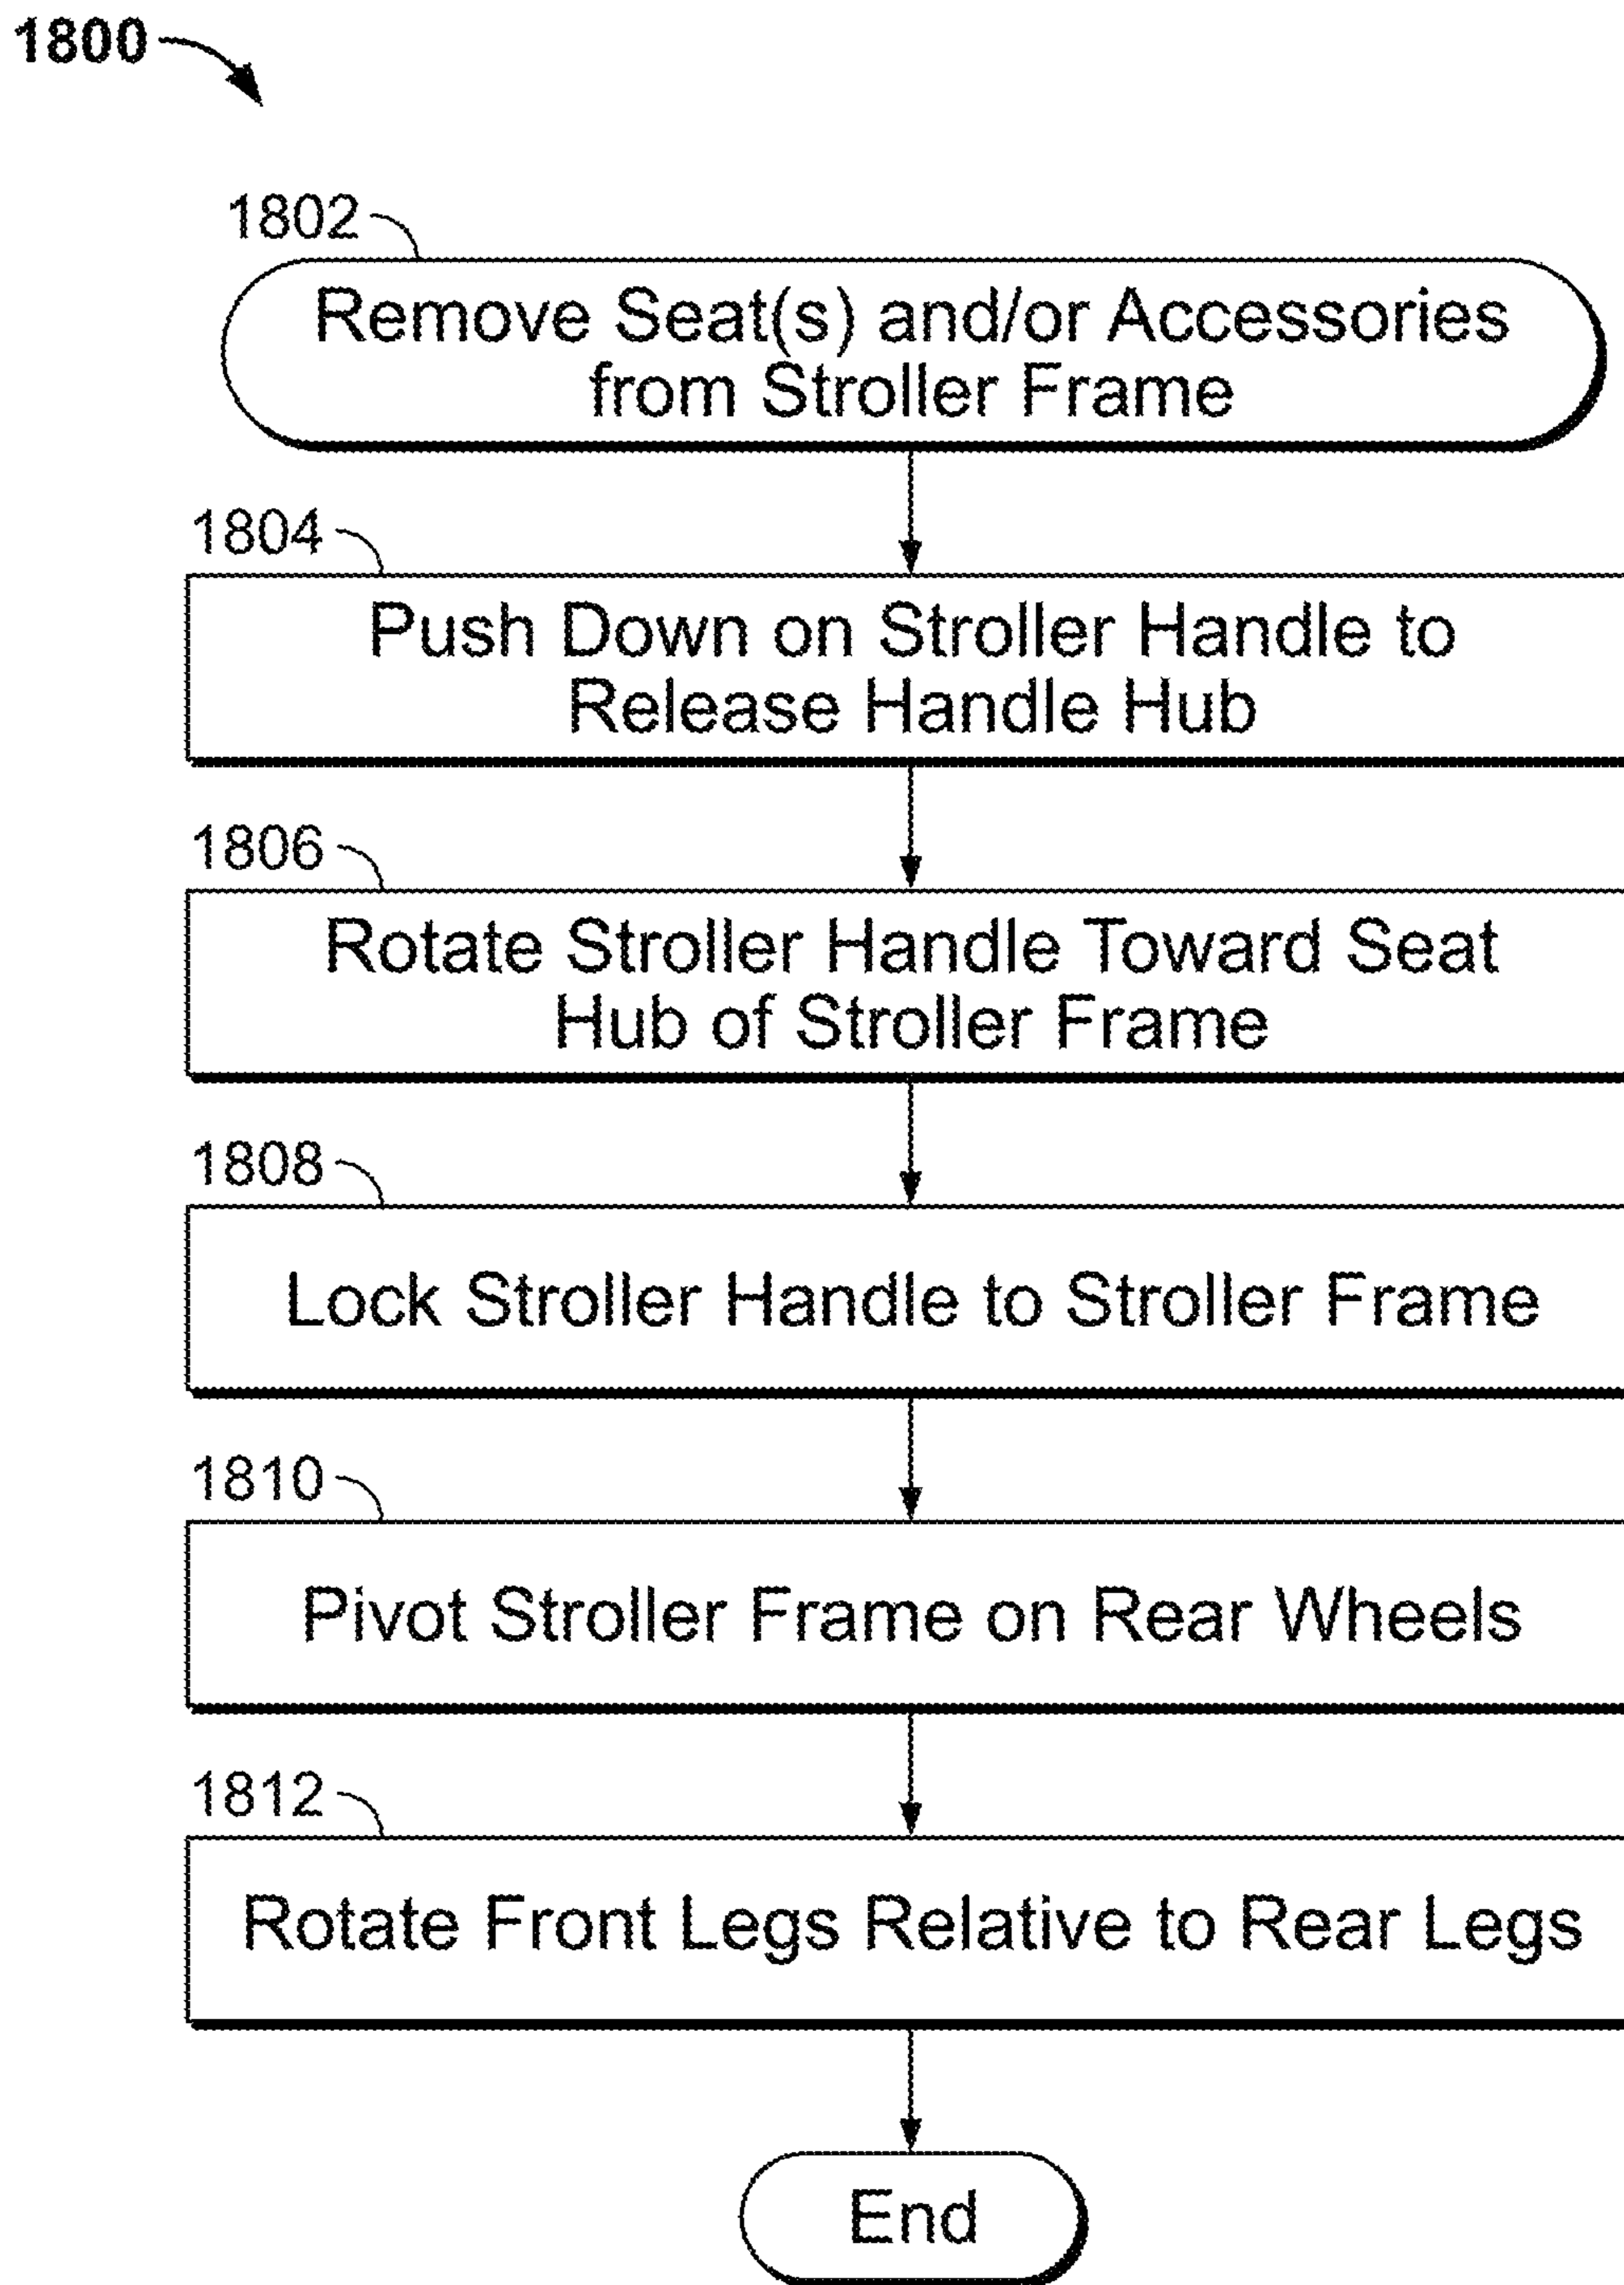 1800
1802
Remove Seat(s) and/or Accessories
from Stroller Frame
1804
Push Down on Stroller Handle to
Release Handle Hub
1806
Rotate Stroller Handle Toward Seat
Hub of Stroller Frame
1808
Lock Stroller Handle to Stroller Frame
1810
Pivot Stroller Frame on Rear Wheels
1812
Rotate Front Legs Relative to Rear Legs
End